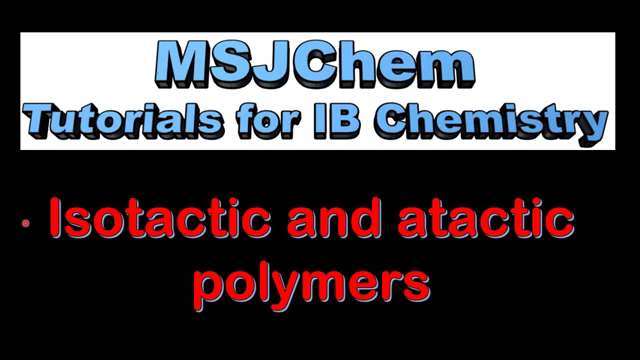 MSJChem
Tutorials for IB Chemistry
Isotactic and atactic
polymers